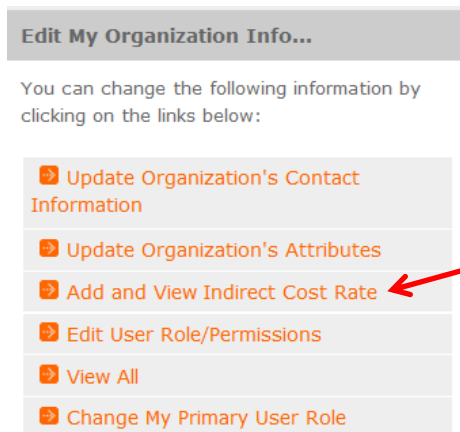 Edit My Organization Info...
You can change the following information by
clicking on the links below:
Update Organization's Contact
Information
Update Organization's Attributes
Add and View Indirect Cost Rate
Edit User Role/Permissions
View All
Change My Primary User Role